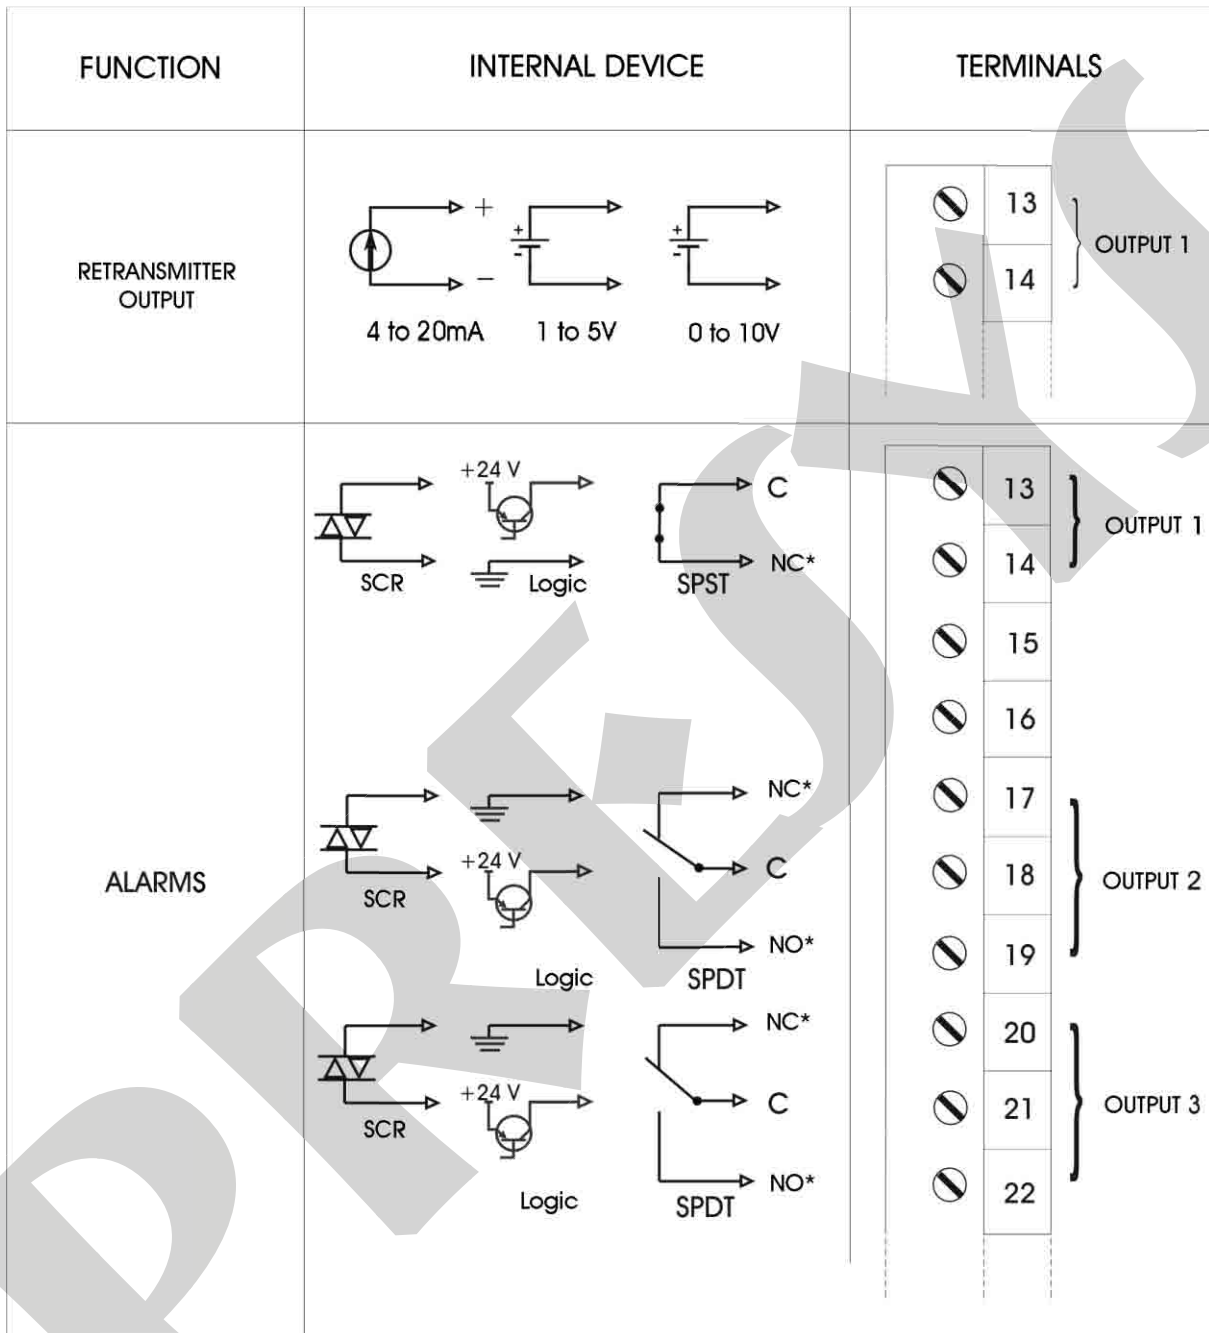 FUNCTION INTERNAL DEVICE TERMINALS
RETRANSMITTER
OUTPUT
+ + +
- - −
4 to 20mA 1 to 5V 0 to 10V
13
14
OUTPUT 1
ALARMS
+24 V C
SCR Logic SPST NC*
13
14
OUTPUT 1
15
16
NC*
+24 V C
SCR
NO*
Logic SPDT
17
18
19
OUTPUT 2
NC*
+24 V C
SCR
NO*
Logic SPDT
20
21
22
OUTPUT 3
PRESYS